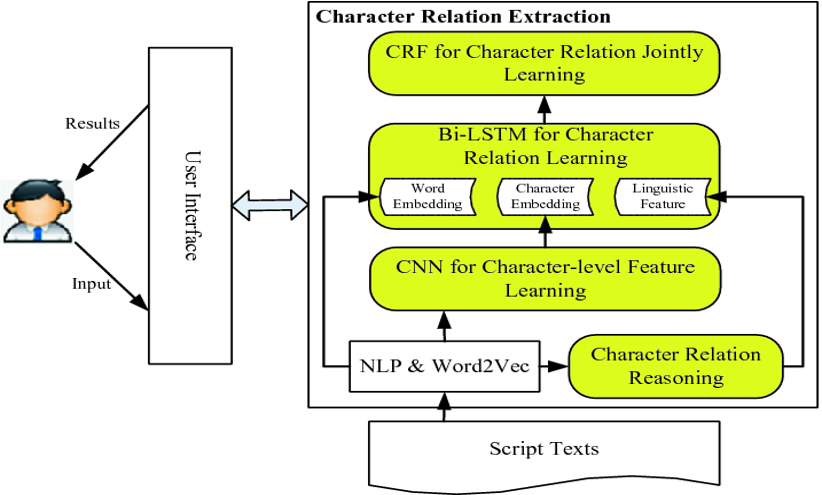 Character Relation Extraction
CRF for Character Relation Jointly
Learning
Results
User Interface
Bi-LSTM for Character
Relation Learning
Word
Embedding
Character
Embedding
Linguistic
Feature
Input
CNN for Character-level Feature
Learning
NLP & Word2Vec
Character Relation
Reasoning
Script Texts